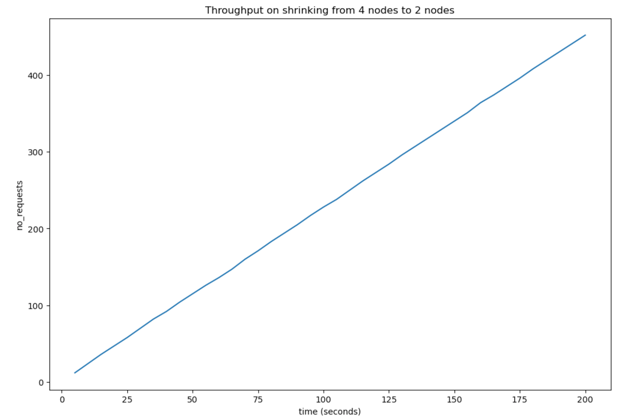 Throughput on shrinking from 4 nodes to 2 nodes
400
300
200
100
0
no_requests
0 25 50 75 100 125 150 175 200
time (seconds)